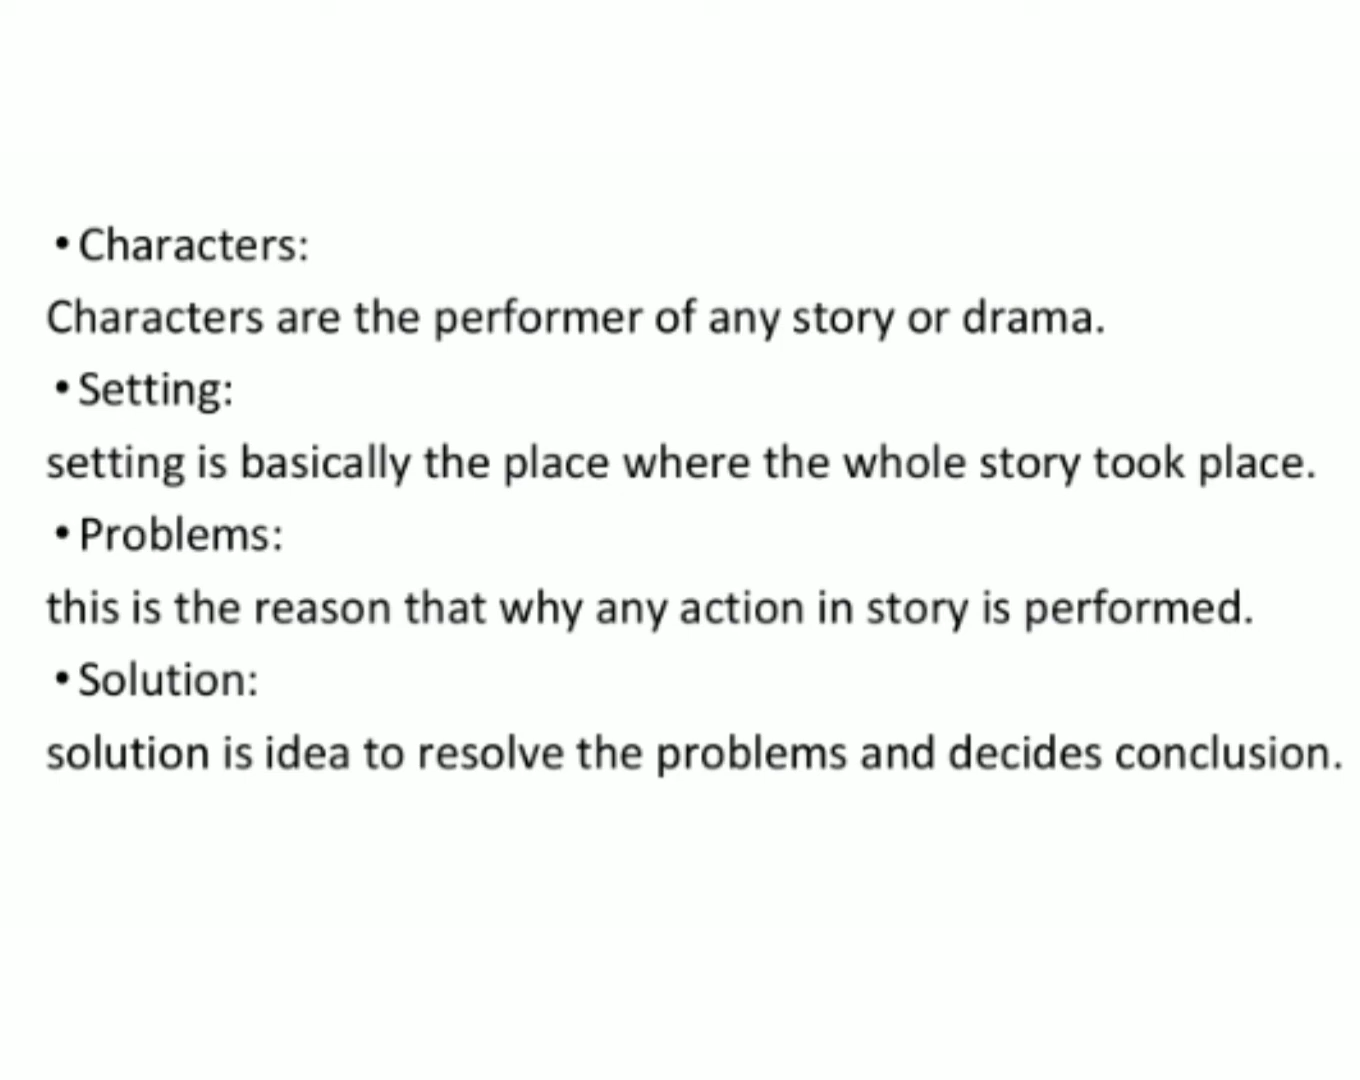 • Characters:
Characters are the performer of any story or drama.
• Setting:
setting is basically the place where the whole story took place.
• Problems:
this is the reason that why any action in story is performed.
• Solution:
solution is idea to resolve the problems and decides conclusion.